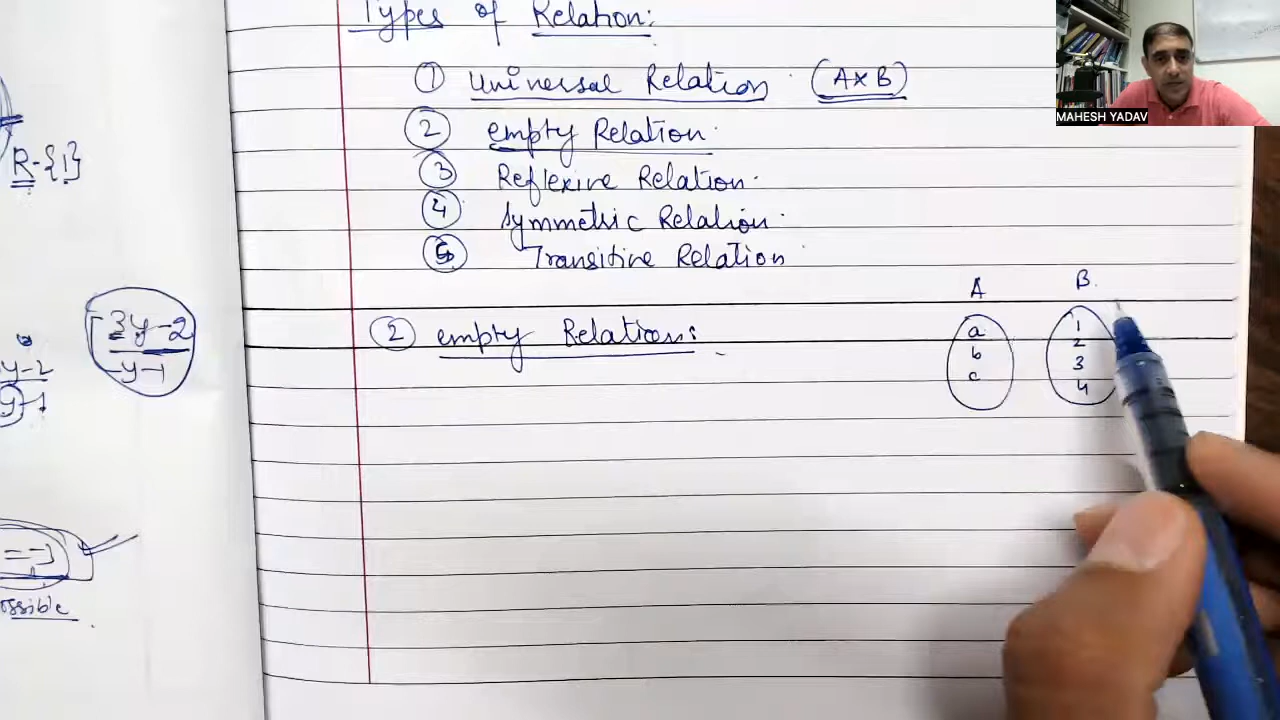 Types of Relation:
① Universal Relation (A×B)
② empty Relation.
③ Reflexive Relation.
④ Symmetric Relation.
⑤ Transitive Relation
② empty Relation:
A B.
a 1
b 2
c 3
4
R-{1}
3y-2
y-1
y-2
y-1
MAHESH YADAV